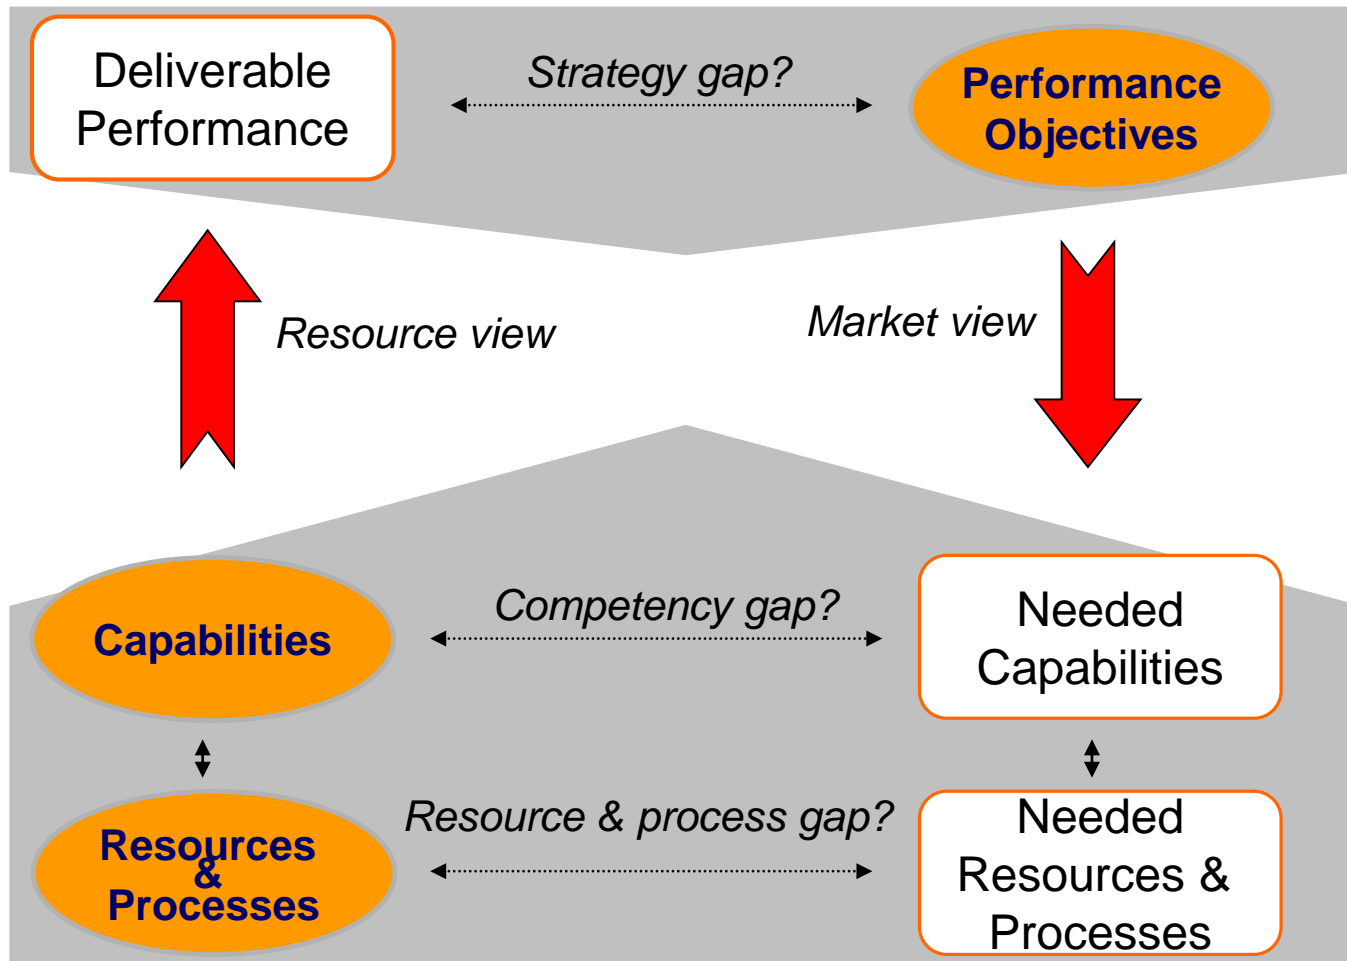 Deliverable
Performance
Strategy gap?
Performance
Objectives
Resource view
Market view
Capabilities
Competency gap?
Needed
Capabilities
Resources
&
Processes
Resource & process gap?
Needed
Resources &
Processes